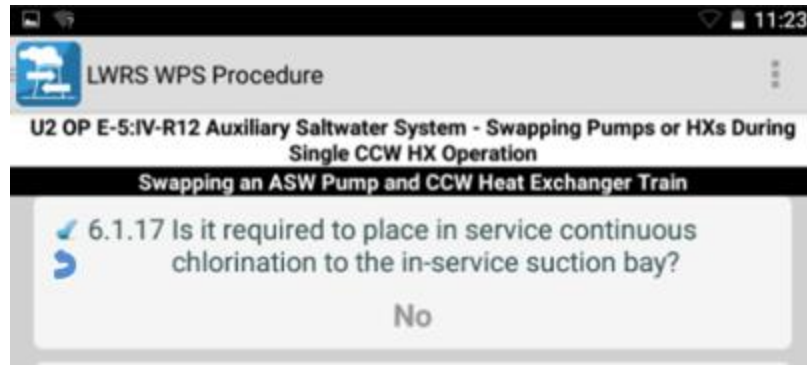 11:23
LWRS WPS Procedure
U2 OP E-5:IV-R12 Auxiliary Saltwater System - Swapping Pumps or HXs During
Single CCW HX Operation
Swapping an ASW Pump and CCW Heat Exchanger Train
6.1.17 Is it required to place in service continuous
chlorination to the in-service suction bay?
No